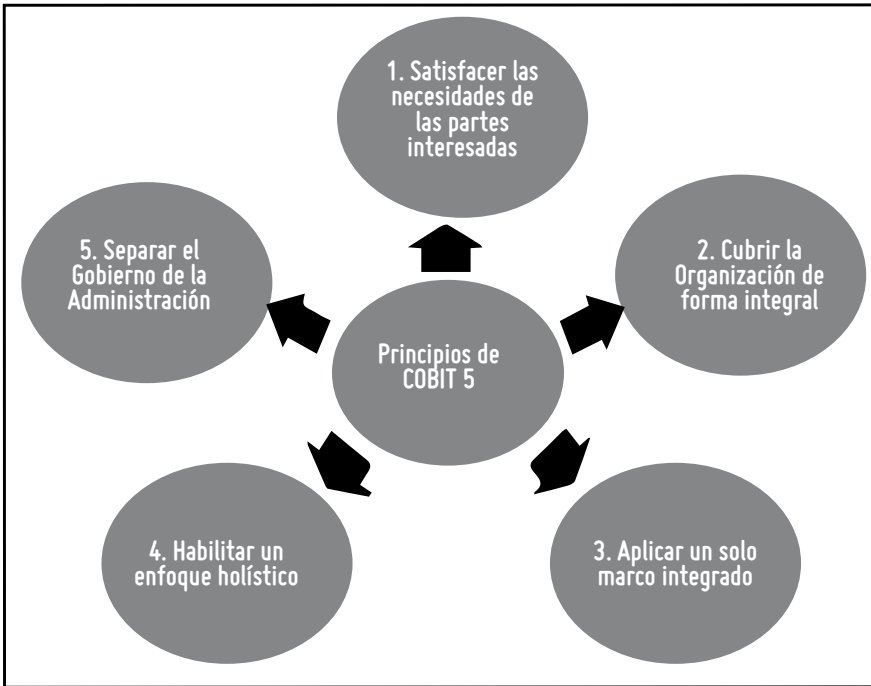 1. Satisfacer las
necesidades de
las partes
interesadas
5. Separar el
Gobierno de la
Administración
2. Cubrir la
Organización de
forma integral
Principios de
COBIT 5
4. Habilitar un
enfoque holístico
3. Aplicar un solo
marco integrado